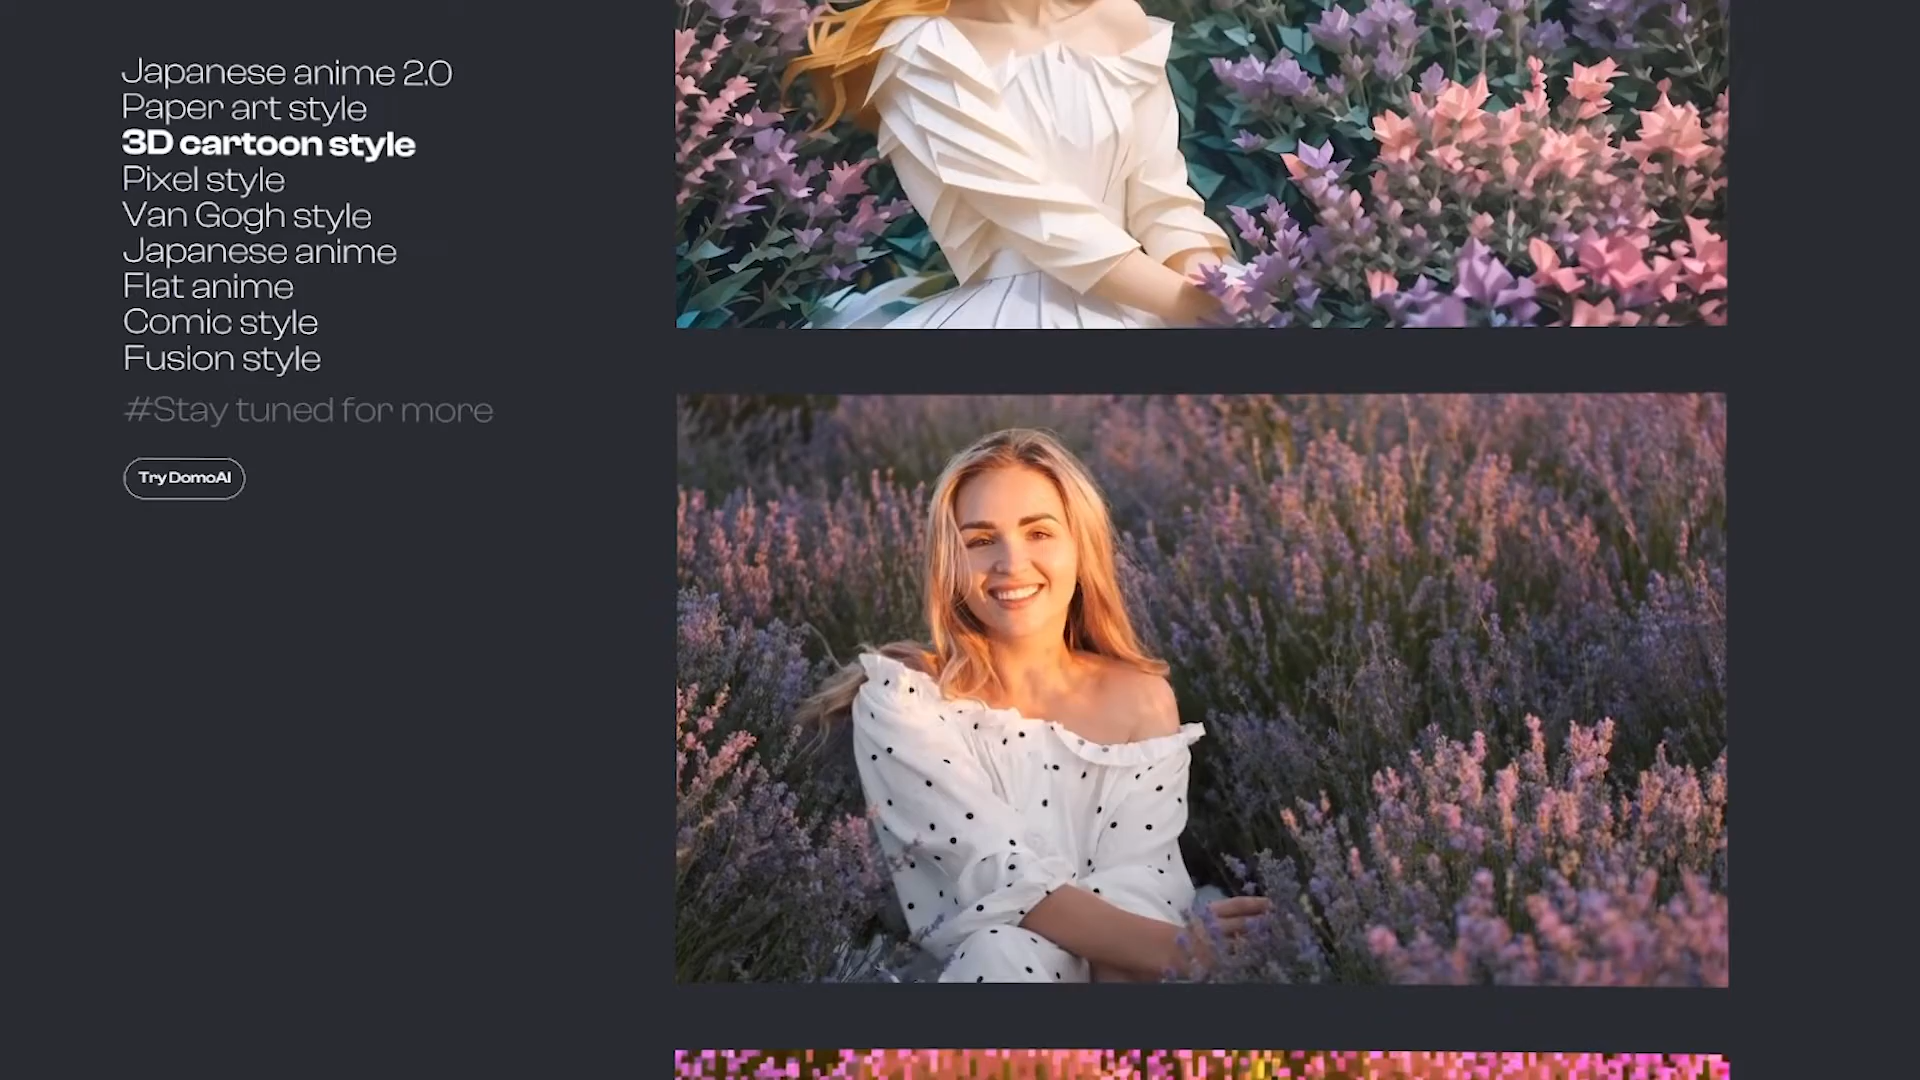 Japanese anime 2.0
Paper art style
3D cartoon style
Pixel style
Van Gogh style
Japanese anime
Flat anime
Comic style
Fusion style
#Stay tuned for more
Try DomoAI